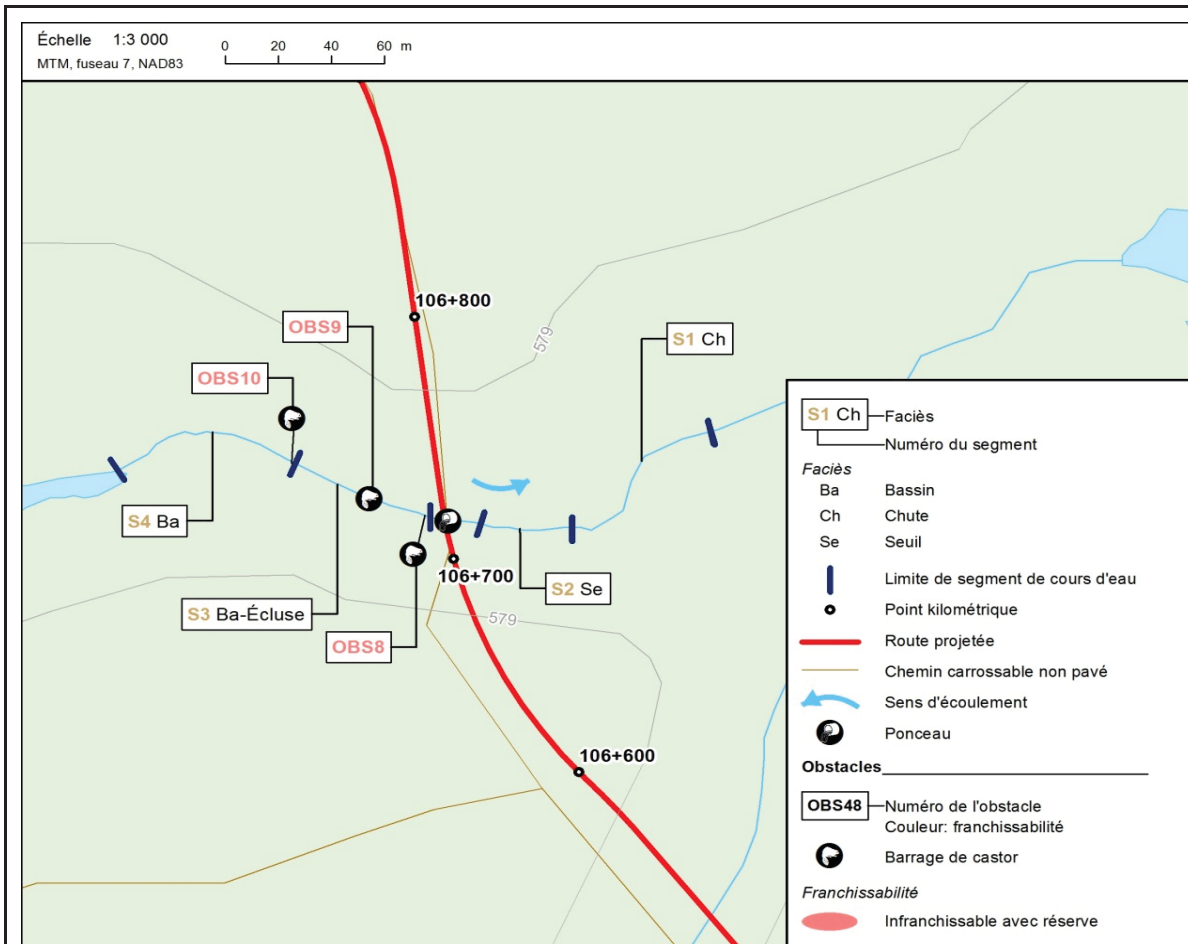 Échelle 1:3 000
0 20 40 60 m
MTM, fuseau 7, NAD83
106+800
OBS9
S1 Ch
579
OBS10
S4 Ba
106+700
S2 Se
S3 Ba-Écluse
579
OBS8
106+600
S1 Ch Faciès
Numéro du segment
Faciès
Ba Bassin
Ch Chute
Se Seuil
Limite de segment de cours d'eau
Point kilométrique
Route projetée
Chemin carrossable non pavé
Sens d'écoulement
Ponceau
Obstacles
OBS48 Numéro de l'obstacle
Couleur: franchissabilité
Barrage de castor
Franchissabilité
Infranchissable avec réserve